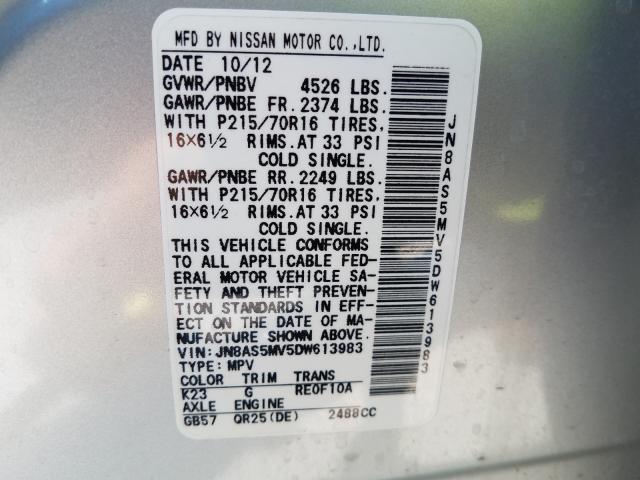 MFD BY NISSAN MOTOR CO.,LTD.
DATE 10/12
GVWR/PNBV 4526 LBS.
GAWR/PNBE FR.2374 LBS.
WITH P215/70R16 TIRES,
16×6½ RIMS.AT 33 PSI
COLD SINGLE.
GAWR/PNBE RR.2249 LBS.
WITH P215/70R16 TIRES,
16×6½ RIMS.AT 33 PSI
COLD SINGLE.
THIS VEHICLE CONFORMS
TO ALL APPLICABLE FED-
ERAL MOTOR VEHICLE SA-
FETY AND THEFT PREVEN-
TION STANDARDS IN EFF-
ECT ON THE DATE OF MA-
NUFACTURE SHOWN ABOVE.
VIN: JN8AS5MV5DW613983
TYPE: MPV
COLOR TRIM TRANS
K23 G RE0F10A
AXLE ENGINE
GB57 QR25(DE) 2488CC
JN8AS5MV5DW613983